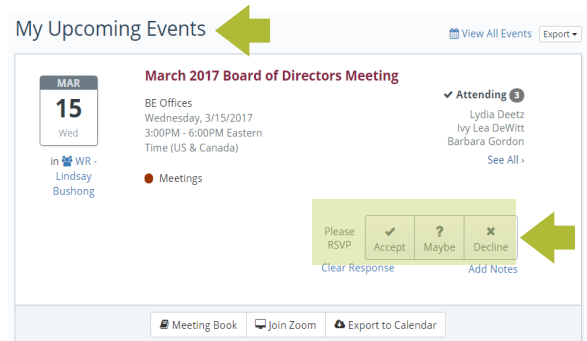 My Upcoming Events
View All Events Export
MAR
15
Wed
in WR -
Lindsay
Bushong
March 2017 Board of Directors Meeting
BE Offices
Wednesday, 3/15/2017
3:00PM - 6:00PM Eastern
Time (US & Canada)
Meetings
Attending 3
Lydia Deetz
Ivy Lea DeWitt
Barbara Gordon
See All ›
Please
RSVP
Accept
? Maybe
Decline
Clear Response
Add Notes
Meeting Book Join Zoom Export to Calendar